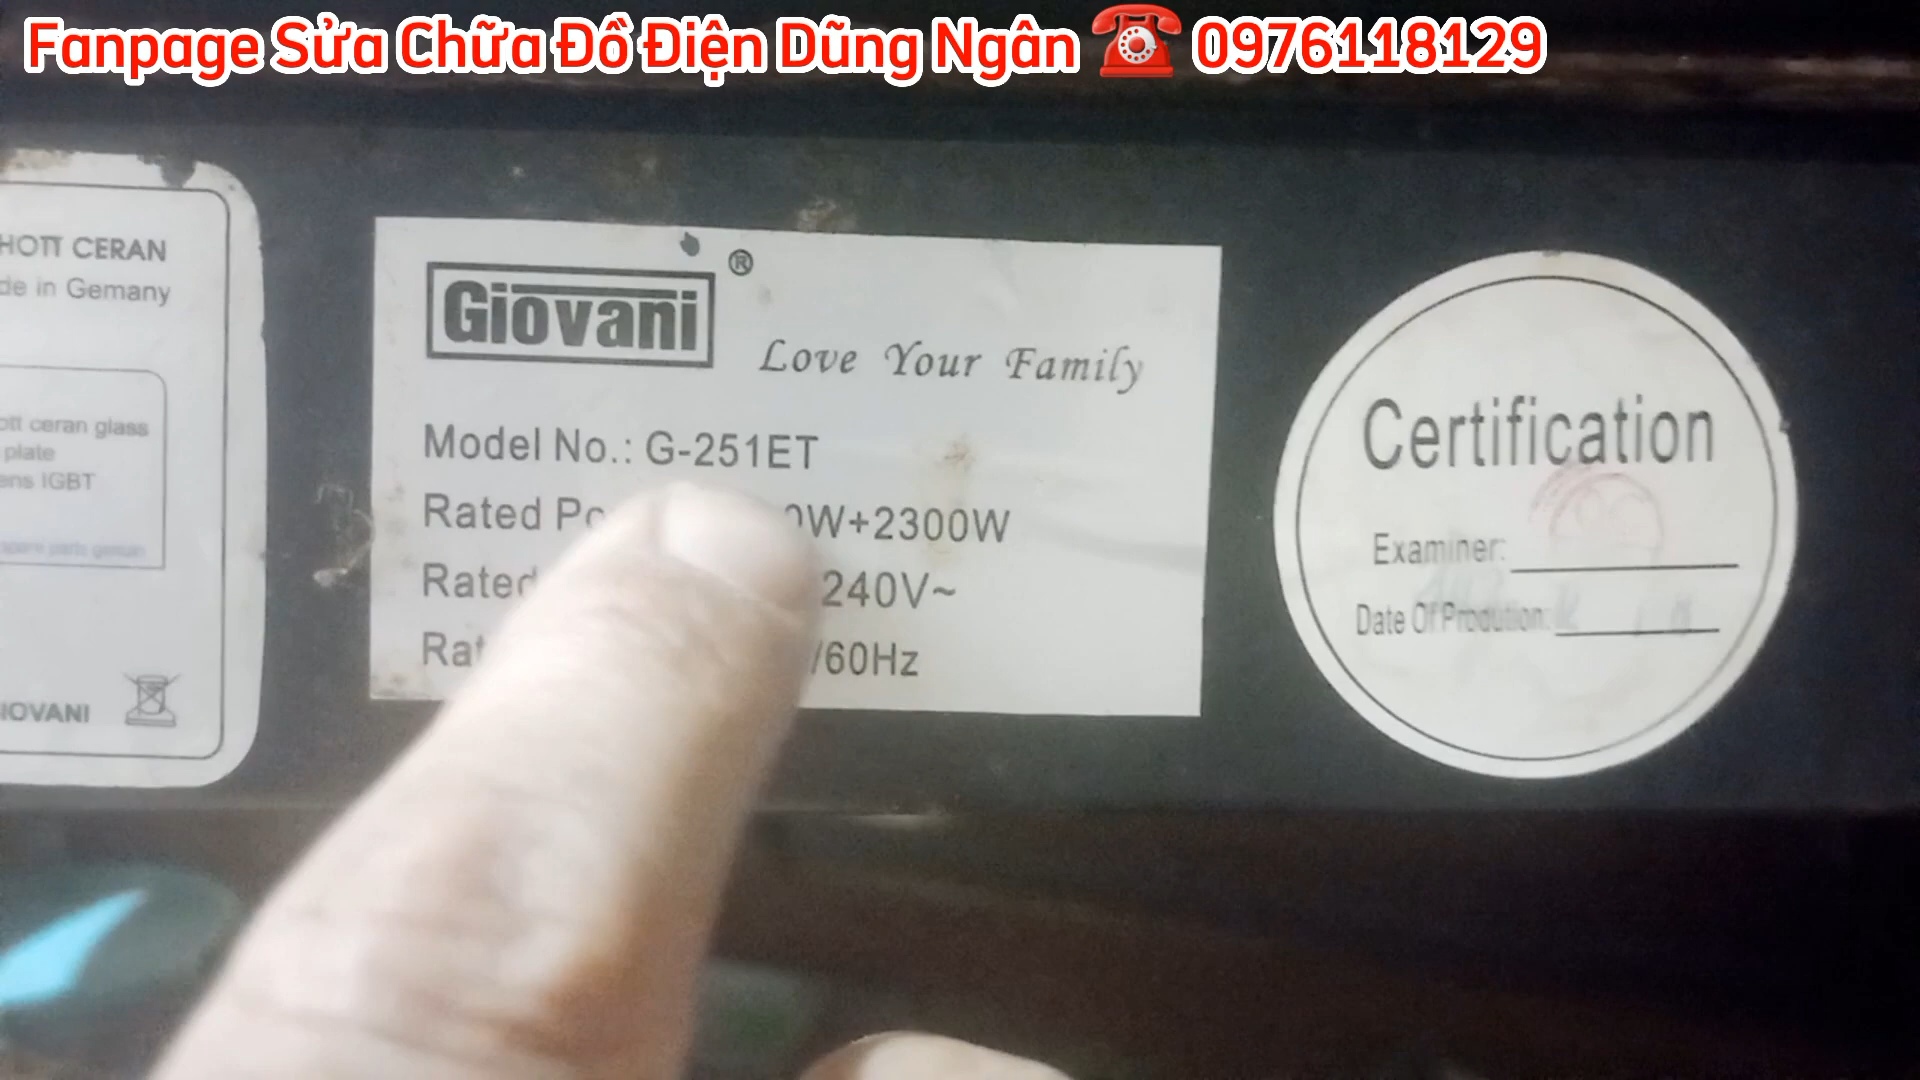 Fanpage Sửa Chữa Đồ Điện Dũng Ngân ☎ 0976118129
HOTT CERAN
de in Gemany
ott ceran glass
plate
ens IGBT
IOVANI
Giovani ®
Love Your Family
Model No.: G-251ET
Rated Po 0W+2300W
Rated 240V~
Rat /60Hz
Certification
Examiner:
Date Of Prodution: